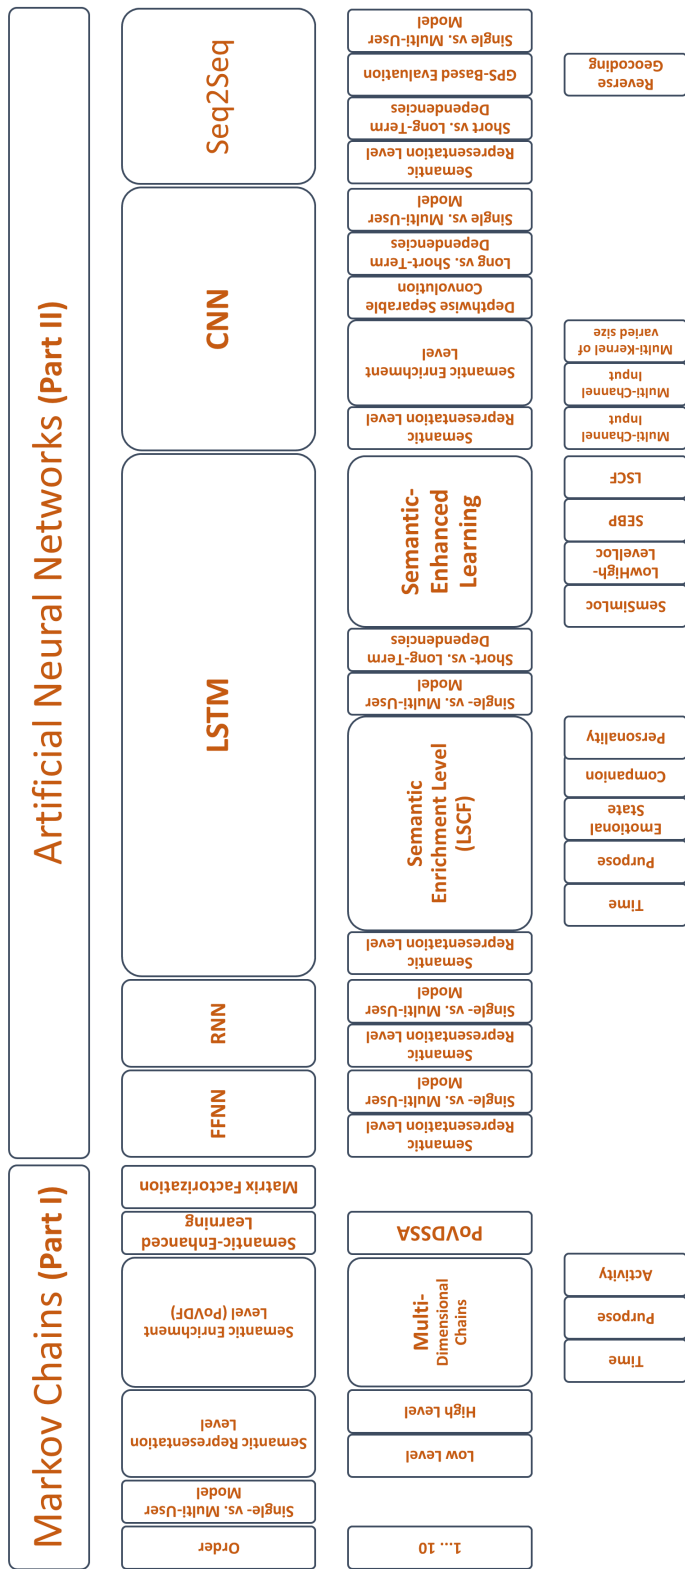 Markov Chains (Part I)
Order
1... 10
Single- vs. Multi-User
Model
Semantic Representation
Level
Low Level
High Level
Semantic Enrichment
Level (PoVDF)
Multi-
Dimensional
Chains
Time
Purpose
Activity
Semantic-Enhanced
Learning
PoVDSSA
Matrix Factorization
Artificial Neural Networks (Part II)
FFNN
Semantic
Representation Level
Single- vs. Multi-User
Model
RNN
Semantic
Representation Level
Single- vs. Multi-User
Model
LSTM
Semantic
Representation Level
Semantic
Enrichment Level
(LSCF)
Time
Purpose
Emotional
State
Companion
Personality
Single- vs. Multi-User
Model
Short- vs. Long-Term
Dependencies
Semantic-
Enhanced
Learning
SemSimLoc
LowHigh-
LevelLoc
SEBP
LSCF
CNN
Semantic
Representation Level
Multi-Channel
Input
Semantic Enrichment
Level
Multi-Channel
Input
Multi-Kernel of
varied size
Depthwise Separable
Convolution
Long vs. Short-Term
Dependencies
Single vs. Multi-User
Model
Seq2Seq
Semantic
Representation Level
Short vs. Long-Term
Dependencies
GPS-Based Evaluation
Reverse
Geocoding
Single vs. Multi-User
Model